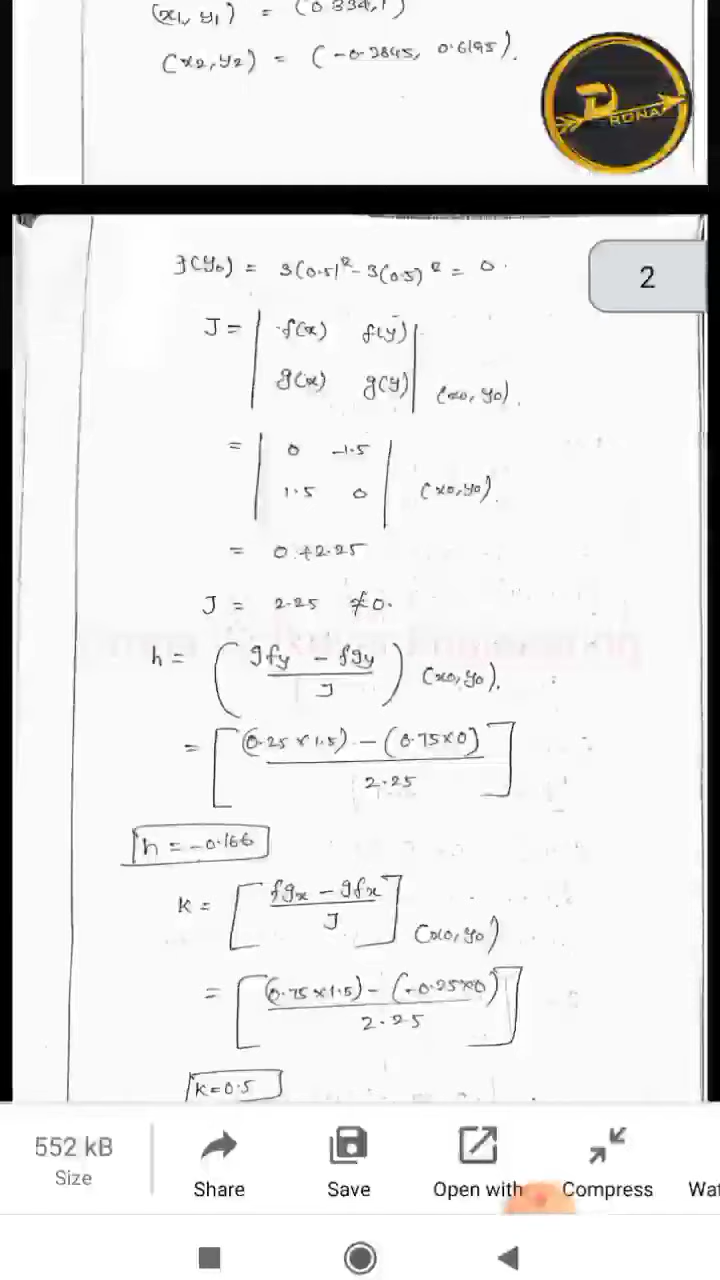 (x1, y1) = (0.334, 1)
(x2, y2) = (-0.3845, 0.6195).
DRONA
2
g(y0) = 3(0.5)² - 3(0.5)² = 0.
J = | f(x) f(y) |
| g(x) g(y) | (x0, y0).
= | 0 -1.5 |
| 1.5 0 | (x0, y0).
= 0 + 2.25
J = 2.25 ≠ 0.
h = ( gfy - fgy / J ) (x0, y0).
= [ (0.25 × 1.5) - (0.75×0) / 2.25 ]
h = -0.166
k = [ fgx - gfx / J ] (x0, y0)
= [ (0.75×1.5) - (-0.25×0) / 2.25 ]
k = 0.5
552 kB
Size
Share
Save
Open with
Compress
Wat